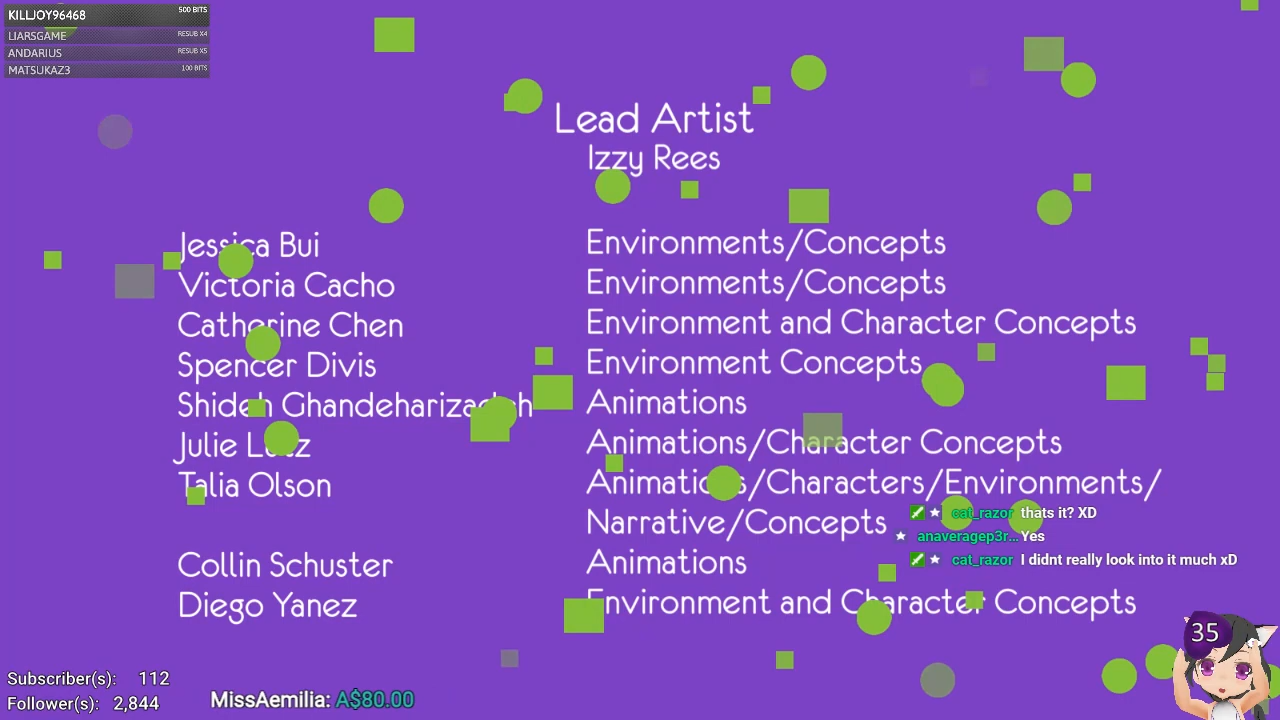 KILLJOY96468 500 BITS
LIARSGAME RESUB X4
ANDARIUS RESUB X5
MATSUKAZ3 100 BITS
Lead Artist
Izzy Rees
Jessica Bui Environments/Concepts
Victoria Cacho Environments/Concepts
Catherine Chen Environment and Character Concepts
Spencer Divis Environment Concepts
Shideh Ghandeharizadeh Animations
Julie Animations/Character Concepts
Talia Olson Animations/Characters/Environments/
Narrative/Concepts
Collin Schuster Animations
Diego Yanez Environment and Character Concepts
cat_razor thats it? XD
anaveragep3r... Yes
cat_razor I didnt really look into it much xD
35
Subscriber(s): 112
Follower(s): 2,844
MissAemilia: A$80.00